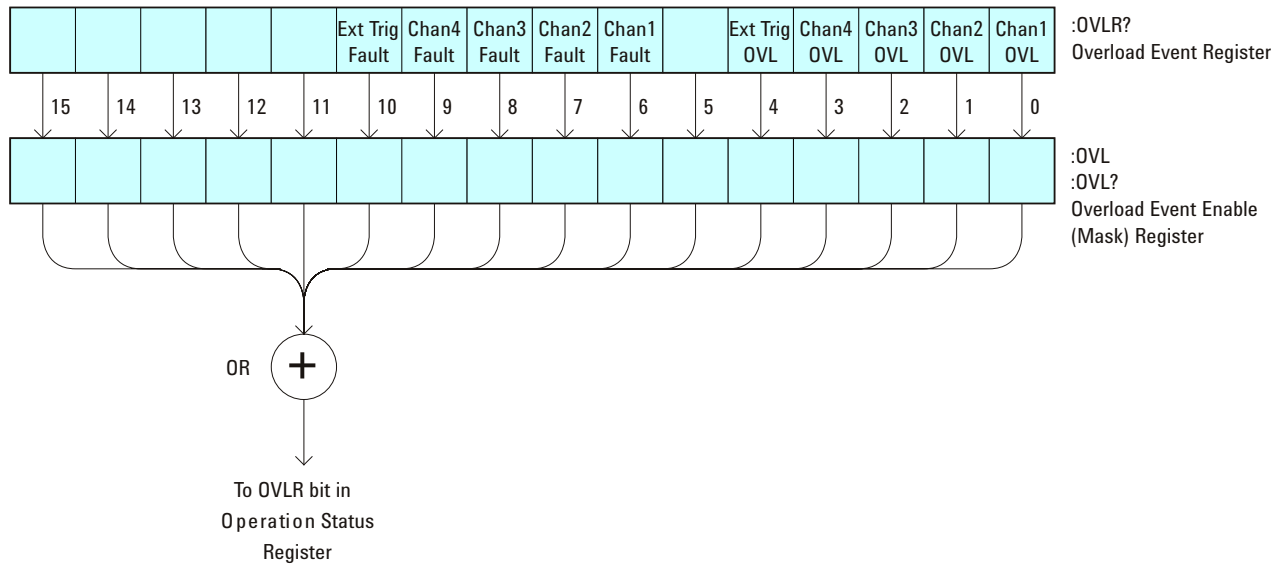 Ext Trig Chan4 Chan3 Chan2 Chan1 Ext Trig Chan4 Chan3 Chan2 Chan1
Fault Fault Fault Fault Fault OVL OVL OVL OVL OVL
:OVLR?
Overload Event Register
15 14 13 12 11 10 9 8 7 6 5 4 3 2 1 0
:OVL
:OVL?
Overload Event Enable
(Mask) Register
OR +
To OVLR bit in
Operation Status
Register